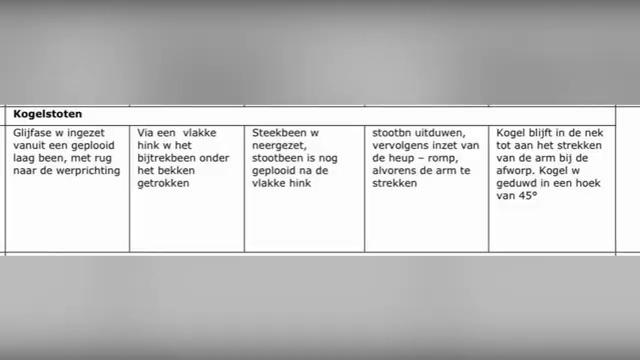 Kogelstoten
Glijfase w ingezet
vanuit een geplooid
laag been, met rug
naar de werprichting
Via een vlakke
hink w het
bijtrekbeen onder
het bekken
getrokken
Steekbeen w
neergezet,
stootbeen is nog
geplooid na de
vlakke hink
stootbn uitduwen,
vervolgens inzet van
de heup – romp,
alvorens de arm te
strekken
Kogel blijft in de nek
tot aan het strekken
van de arm bij de
afworp. Kogel w
geduwd in een hoek
van 45°